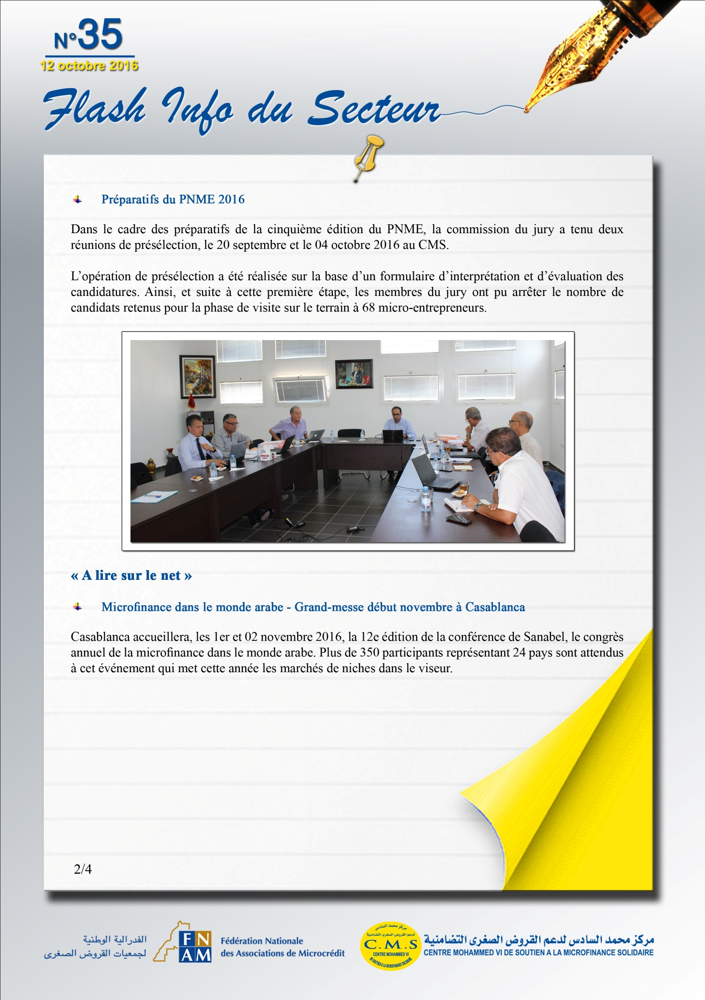 N°35
12 octobre 2016
Flash Info du Secteur
Préparatifs du PNME 2016
Dans le cadre des préparatifs de la cinquième édition du PNME, la commission du jury a tenu deux
réunions de présélection, le 20 septembre et le 04 octobre 2016 au CMS.
L’opération de présélection a été réalisée sur la base d’un formulaire d’interprétation et d’évaluation des
candidatures. Ainsi, et suite à cette première étape, les membres du jury ont pu arrêter le nombre de
candidats retenus pour la phase de visite sur le terrain à 68 micro-entrepreneurs.
« A lire sur le net »
Microfinance dans le monde arabe - Grand-messe début novembre à Casablanca
Casablanca accueillera, les 1er et 02 novembre 2016, la 12e édition de la conférence de Sanabel, le congrès
annuel de la microfinance dans le monde arabe. Plus de 350 participants représentant 24 pays sont attendus
à cet événement qui met cette année les marchés de niches dans le viseur.
2/4
الفدرالية الوطنية
لجمعيات القروض الصغرى
FN
AM
Fédération Nationale
des Associations de Microcrédit
مركز محمد السادس
لدعم القروض الصغرى التضامنية
C.M.S
CENTRE MOHAMMED VI
DE SOUTIEN À LA MICROFINANCE SOLIDAIRE
مركز محمد السادس لدعم القروض الصغرى التضامنية
CENTRE MOHAMMED VI DE SOUTIEN A LA MICROFINANCE SOLIDAIRE